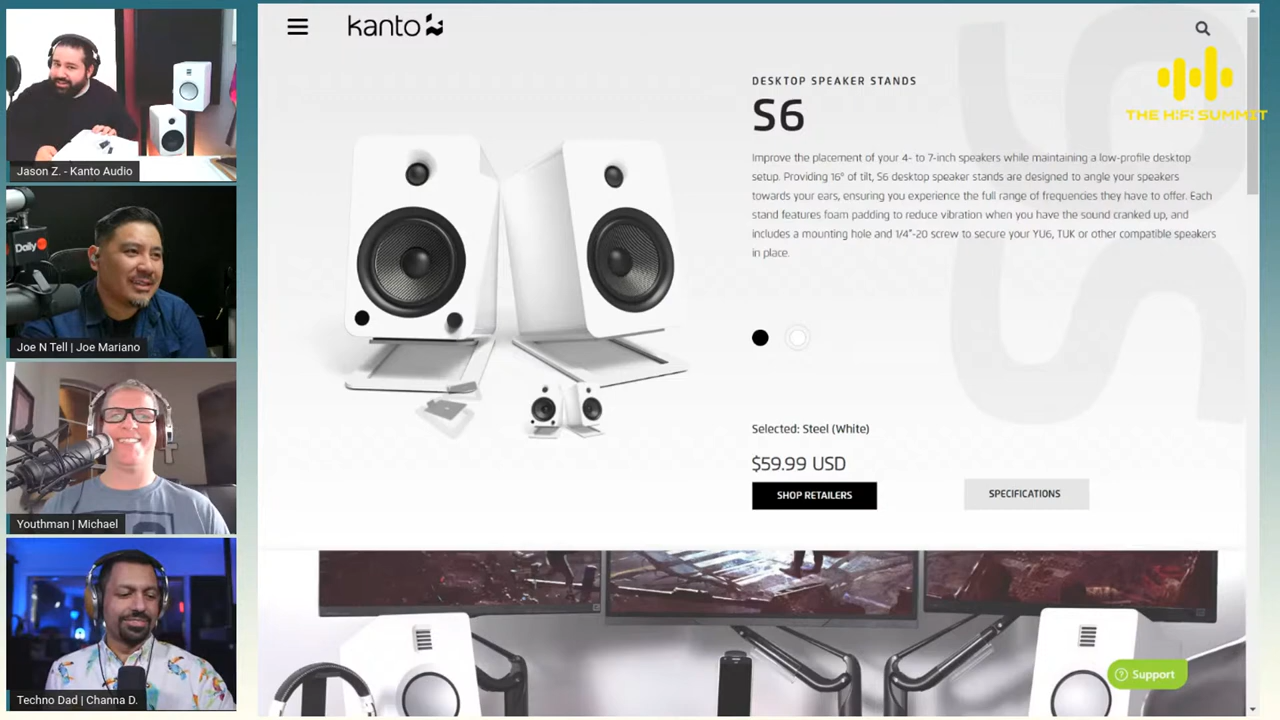 Jason Z. - Kanto Audio
Daily
Joe N Tell | Joe Mariano
Youthman | Michael
Techno Dad | Channa D.
kanto
THE HIFI SUMMIT
DESKTOP SPEAKER STANDS
S6
Improve the placement of your 4- to 7-inch speakers while maintaining a low-profile desktop
setup. Providing 16° of tilt, S6 desktop speaker stands are designed to angle your speakers
towards your ears, ensuring you experience the full range of frequencies they have to offer. Each
stand features foam padding to reduce vibration when you have the sound cranked up, and
includes a mounting hole and 1/4"-20 screw to secure your YU6, TUK or other compatible speakers
in place.
Selected: Steel (White)
$59.99 USD
SHOP RETAILERS
SPECIFICATIONS
Support